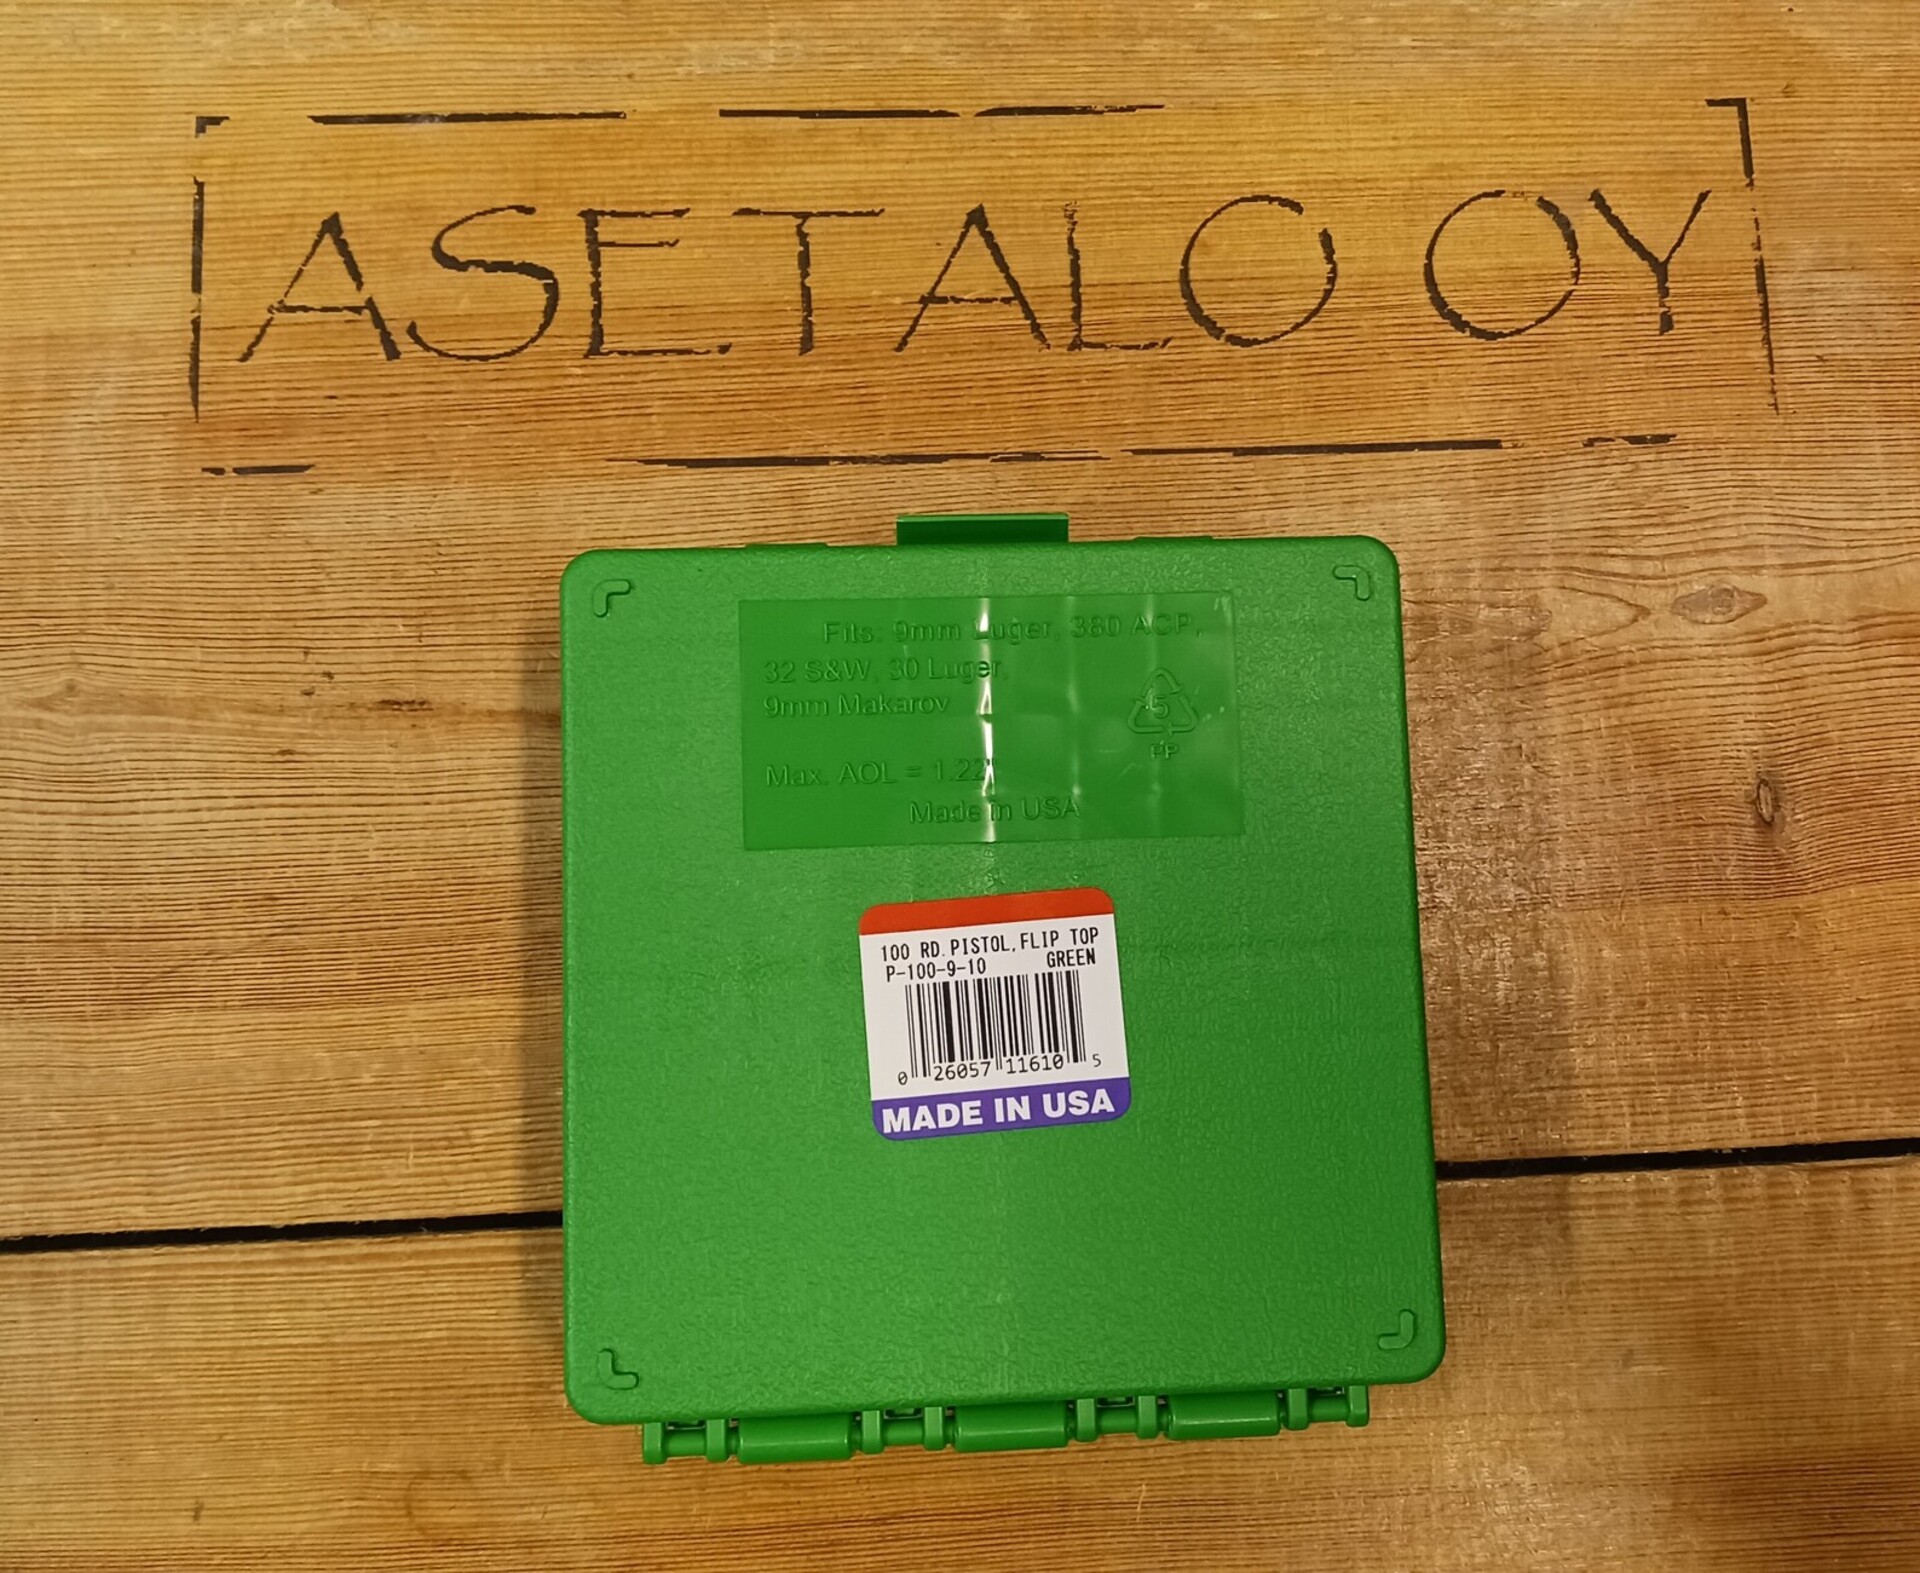 ASETALO OY
Fits: 9mm Luger, 380 ACP,
32 S&W, 30 Luger,
9mm Makarov
5
PP
Max. AOL = 1.22"
Made in USA
100 RD.PISTOL,FLIP TOP
P-100-9-10 GREEN
0 26057 11610 5
MADE IN USA